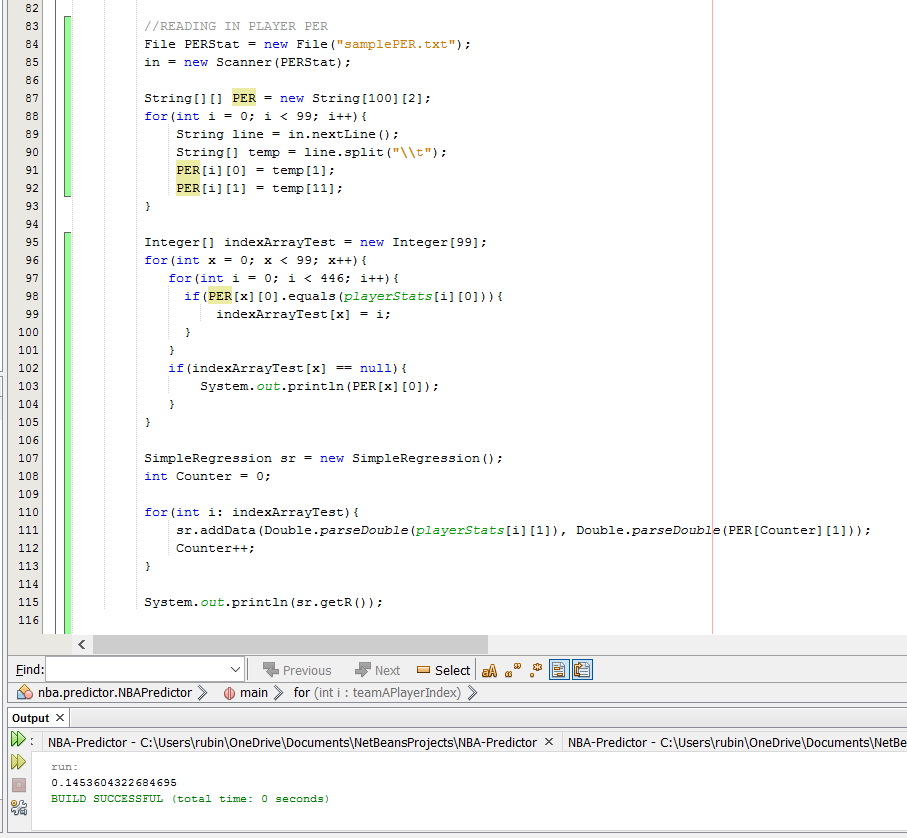 82
83 //READING IN PLAYER PER
84 File PERStat = new File("samplePER.txt");
85 in = new Scanner(PERStat);
86
87 String[][] PER = new String[100][2];
88 for(int i = 0; i < 99; i++){
89 String line = in.nextLine();
90 String[] temp = line.split("\\t");
91 PER[i][0] = temp[1];
92 PER[i][1] = temp[11];
93 }
94
95 Integer[] indexArrayTest = new Integer[99];
96 for(int x = 0; x < 99; x++){
97 for(int i = 0; i < 446; i++){
98 if(PER[x][0].equals(playerStats[i][0])){
99 indexArrayTest[x] = i;
100 }
101 }
102 if(indexArrayTest[x] == null){
103 System.out.println(PER[x][0]);
104 }
105 }
106
107 SimpleRegression sr = new SimpleRegression();
108 int Counter = 0;
109
110 for(int i: indexArrayTest){
111 sr.addData(Double.parseDouble(playerStats[i][1]), Double.parseDouble(PER[Counter][1]));
112 Counter++;
113 }
114
115 System.out.println(sr.getR());
116
Find: Previous Next Select
nba.predictor.NBAPredictor main for (int i : teamAPlayerIndex)
Output
: NBA-Predictor - C:\Users\rubin\OneDrive\Documents\NetBeansProjects\NBA-Predictor NBA-Predictor - C:\Users\rubin\OneDrive\Documents\NetBe
run:
0.1453604322684695
BUILD SUCCESSFUL (total time: 0 seconds)